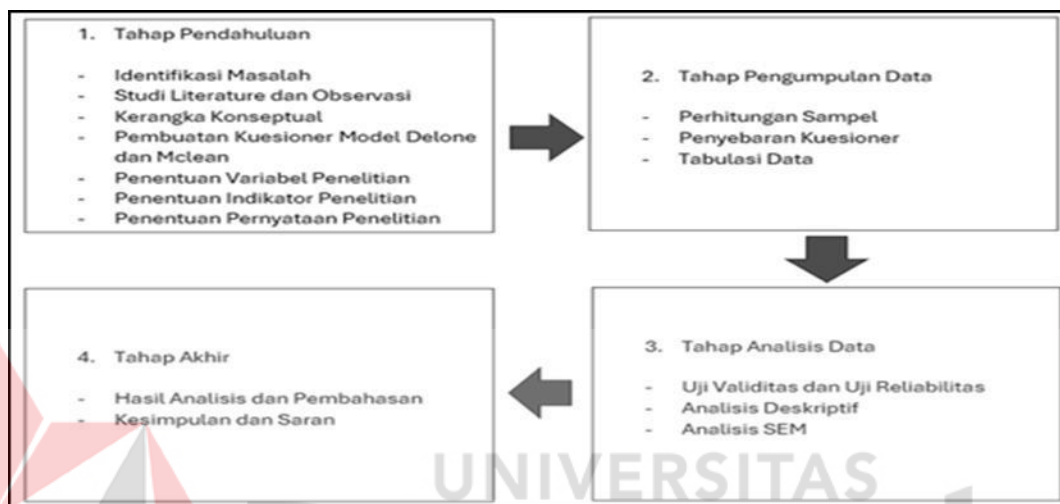 1. Tahap Pendahuluan
- Identifikasi Masalah
- Studi Literature dan Observasi
- Kerangka Konseptual
- Pembuatan Kuesioner Model Delone
dan Mclean
- Penentuan Variabel Penelitian
- Penentuan Indikator Penelitian
- Penentuan Pernyataan Penelitian
2. Tahap Pengumpulan Data
- Perhitungan Sampel
- Penyebaran Kuesioner
- Tabulasi Data
3. Tahap Analisis Data
- Uji Validitas dan Uji Reliabilitas
- Analisis Deskriptif
- Analisis SEM
4. Tahap Akhir
- Hasil Analisis dan Pembahasan
- Kesimpulan dan Saran
UNIVERSITAS